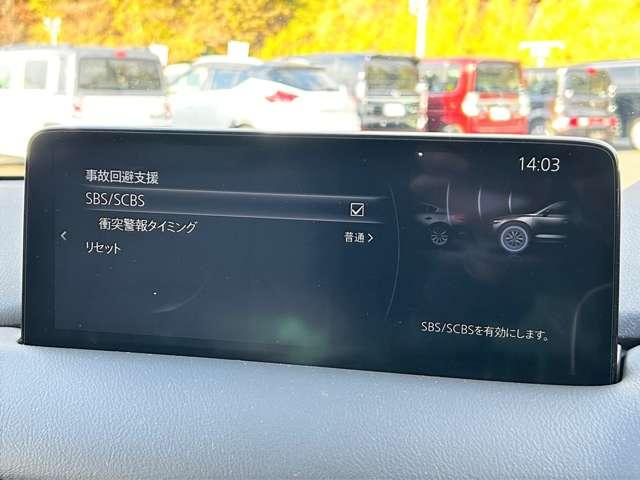 14:03
事故回避支援
SBS/SCBS
衝突警報タイミング
普通
リセット
SBS/SCBSを有効にします。